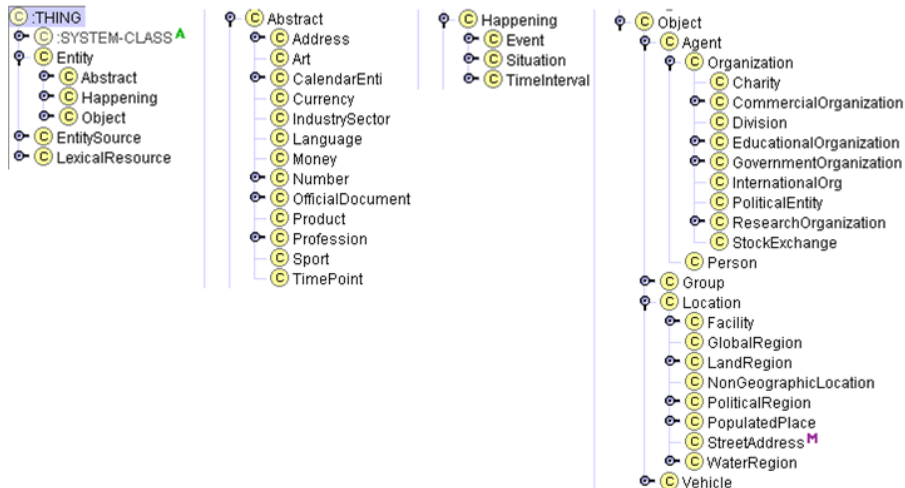 :THING
:SYSTEM-CLASS A
Entity
Abstract
Happening
Object
EntitySource
LexicalResource
Abstract
Address
Art
CalendarEnti
Currency
IndustrySector
Language
Money
Number
OfficialDocument
Product
Profession
Sport
TimePoint
Happening
Event
Situation
TimeInterval
Object
Agent
Organization
Charity
CommercialOrganization
Division
EducationalOrganization
GovernmentOrganization
InternationalOrg
PoliticalEntity
ResearchOrganization
StockExchange
Person
Group
Location
Facility
GlobalRegion
LandRegion
NonGeographicLocation
PoliticalRegion
PopulatedPlace
StreetAddress M
WaterRegion
Vehicle